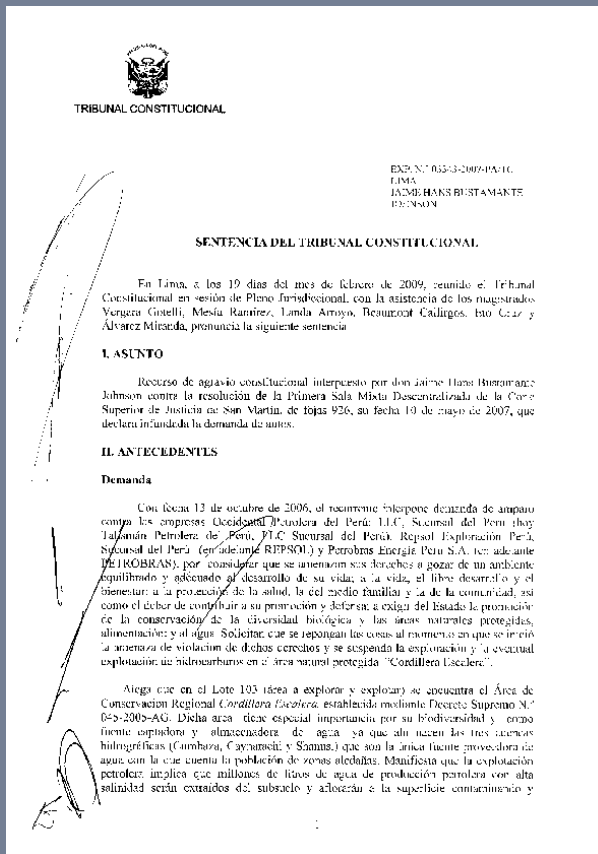 TRIBUNAL CONSTITUCIONAL
EXP. N.° 03343-2007-PA/TC
LIMA
JAIME HANS BUSTAMANTE
JOHNSON
SENTENCIA DEL TRIBUNAL CONSTITUCIONAL
En Lima, a los 19 días del mes de febrero de 2009, reunido el Tribunal
Constitucional en sesión de Pleno Jurisdiccional, con la asistencia de los magistrados
Vergara Gotelli, Mesía Ramírez, Landa Arroyo, Beaumont Callirgos, Eto Cruz y
Álvarez Miranda, pronuncia la siguiente sentencia
I. ASUNTO
Recurso de agravio constitucional interpuesto por don Jaime Hans Bustamante
Johnson contra la resolución de la Primera Sala Mixta Descentralizada de la Corte
Superior de Justicia de San Martín, de fojas 926, su fecha 10 de mayo de 2007, que
declara infundada la demanda de autos.
II. ANTECEDENTES
Demanda
Con fecha 13 de octubre de 2006, el recurrente interpone demanda de amparo
contra las empresas Occidental Petrolera del Perú, LLC, Sucursal del Perú (hoy
Talismán Petrolera del Perú, LLC Sucursal del Perú), Repsol Exploración Perú,
Sucursal del Perú (en adelante REPSOL) y Petrobras Energía Perú S.A. (en adelante
PETROBRAS), por considerar que se amenazan sus derechos a gozar de un ambiente
equilibrado y adecuado al desarrollo de su vida; a la vida, el libre desarrollo y el
bienestar; a la protección de la salud, la del medio familiar y la de la comunidad, así
como el deber de contribuir a su promoción y defensa; a exigir del Estado la promoción
de la conservación de la diversidad biológica y las áreas naturales protegidas,
alimentación; y al agua. Solicitan que se repongan las cosas al momento en que se inició
la amenaza de violación de dichos derechos y se suspenda la exploración y la eventual
explotación de hidrocarburos en el área natural protegida "Cordillera Escalera".
Alega que en el Lote 103 (área a explorar y explotar) se encuentra el Área de
Conservación Regional Cordillera Escalera, establecida mediante Decreto Supremo N.°
045-2005-AG. Dicha área tiene especial importancia por su biodiversidad y como
fuente captadora y almacenadora de agua ya que ahí nacen las tres cuencas
hidrográficas (Cumbaza, Caynarachi y Shanusi) que son la única fuente proveedora de
agua con la que cuenta la población de zonas aledañas. Manifiesta que la explotación
petrolera implica que millones de litros de agua de producción petrolera con alta
salinidad serán extraídos del subsuelo y aflorarán a la superficie contaminando y